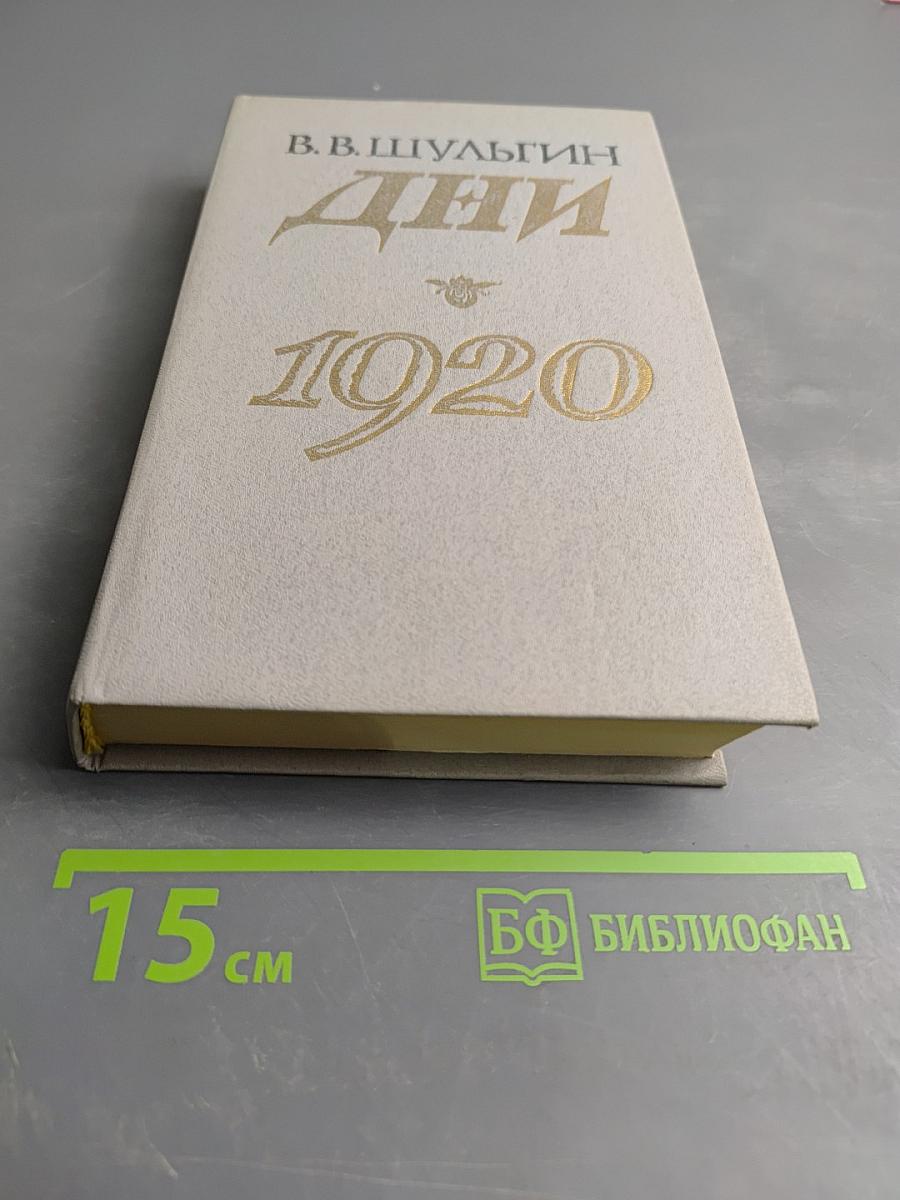 В. В. ШУЛЬГИН
ДНИ
1920
15 см
БФ БИБЛИОФАН